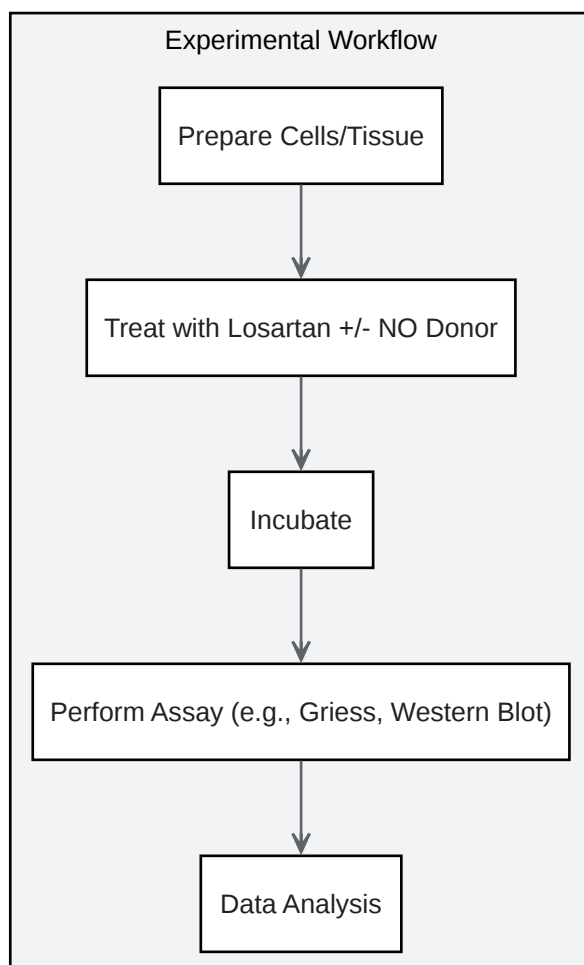 Experimental Workflow
Prepare Cells/Tissue
Treat with Losartan +/- NO Donor
Incubate
Perform Assay (e.g., Griess, Western Blot)
Data Analysis